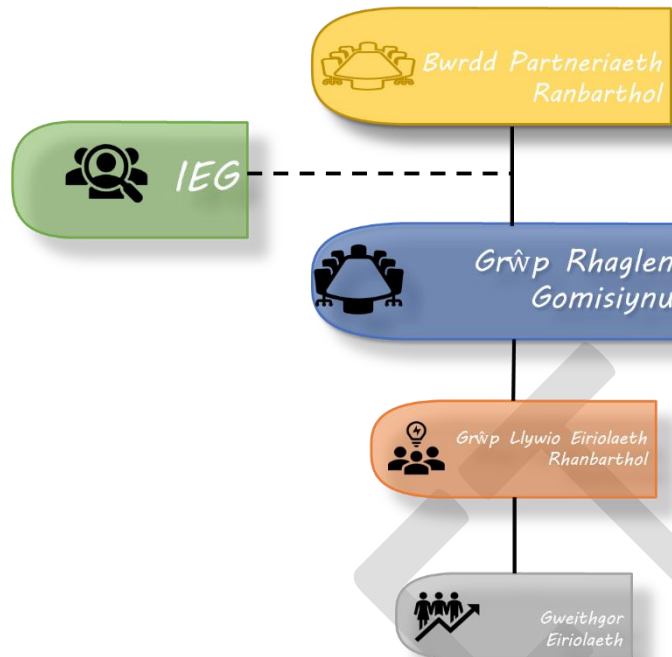 Bwrdd Partneriaeth
Ranbarthol
IEG
Grŵp Rhaglen
Gomisiynu
Grŵp Llywio Eiriolaeth
Rhanbarthol
Gweithgor
Eiriolaeth